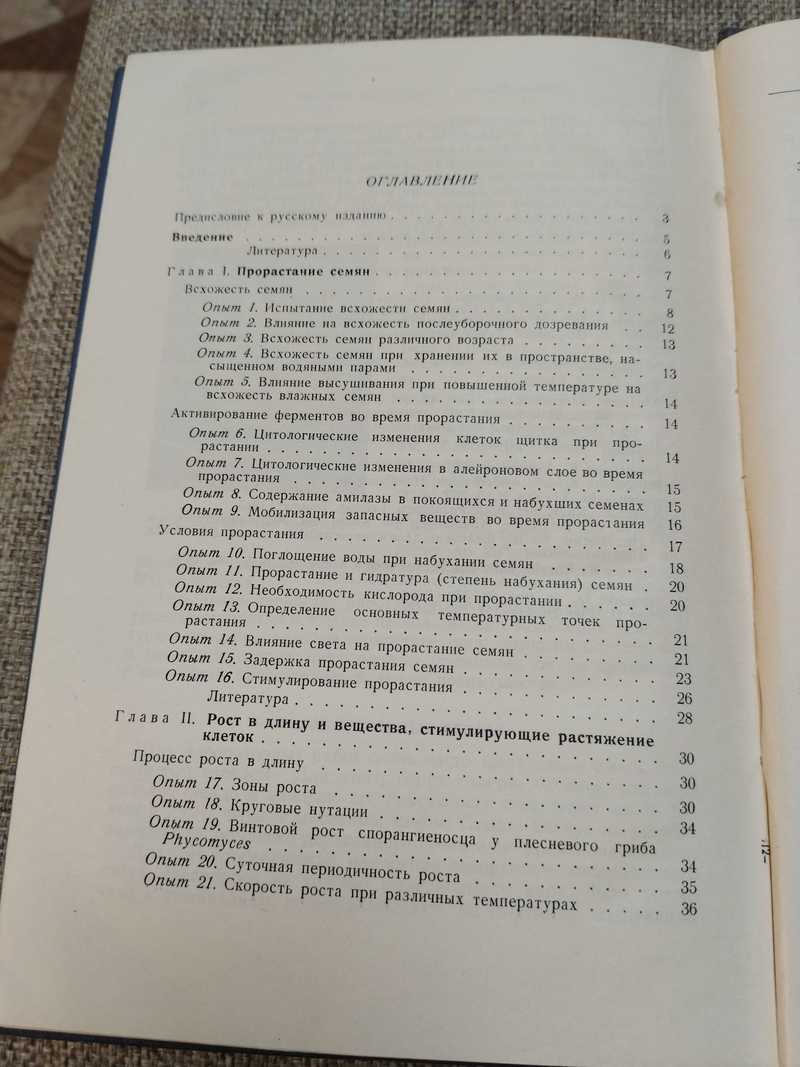 ОГЛАВЛЕНИЕ
Предисловие к русскому изданию . . . . . . . . . . . . . . . . 3
Введение . . . . . . . . . . . . . . . . . . . . . . . . 5
Литература . . . . . . . . . . . . . . . . . . . . 6
Глава I. Прорастание семян . . . . . . . . . . . . . . . . . 7
Всхожесть семян . . . . . . . . . . . . . . . . . . . . . 7
Опыт 1. Испытание всхожести семян . . . . . . . . . . . . 8
Опыт 2. Влияние на всхожесть послеуборочного дозревания . . 12
Опыт 3. Всхожесть семян различного возраста . . . . . . . . 13
Опыт 4. Всхожесть семян при хранении их в пространстве, на-
сыщенном водяными парами . . . . . . . . . . . . . . . 13
Опыт 5. Влияние высушивания при повышенной температуре на
всхожесть влажных семян . . . . . . . . . . . . . . . . 14
Активирование ферментов во время прорастания . . . . . . . . . 14
Опыт 6. Цитологические изменения клеток щитка при про-
растании . . . . . . . . . . . . . . . . . . . . . . . 14
Опыт 7. Цитологические изменения в алейроновом слое во время
прорастания . . . . . . . . . . . . . . . . . . . . . . 15
Опыт 8. Содержание амилазы в покоящихся и набухших семенах 15
Опыт 9. Мобилизация запасных веществ во время прорастания 16
Условия прорастания . . . . . . . . . . . . . . . . . . . 17
Опыт 10. Поглощение воды при набухании семян . . . . . . 18
Опыт 11. Прорастание и гидратура (степень набухания) семян . 20
Опыт 12. Необходимость кислорода при прорастании . . . . . . 20
Опыт 13. Определение основных температурных точек про-
растания . . . . . . . . . . . . . . . . . . . . . . . 21
Опыт 14. Влияние света на прорастание семян . . . . . . . . 21
Опыт 15. Задержка прорастания семян . . . . . . . . . . . 23
Опыт 16. Стимулирование прорастания . . . . . . . . . . . 26
Литература . . . . . . . . . . . . . . . . . . . . . 28
Глава II. Рост в длину и вещества, стимулирующие растяжение
клеток . . . . . . . . . . . . . . . . . . . . . . . 30
Процесс роста в длину . . . . . . . . . . . . . . . . . . 30
Опыт 17. Зоны роста . . . . . . . . . . . . . . . . . . 30
Опыт 18. Круговые нутации . . . . . . . . . . . . . . . 34
Опыт 19. Винтовой рост спорангиеносца у плесневого гриба
Phycomyces . . . . . . . . . . . . . . . . . . . . . 34
Опыт 20. Суточная периодичность роста . . . . . . . . . . 35
Опыт 21. Скорость роста при различных температурах . . . . . 36